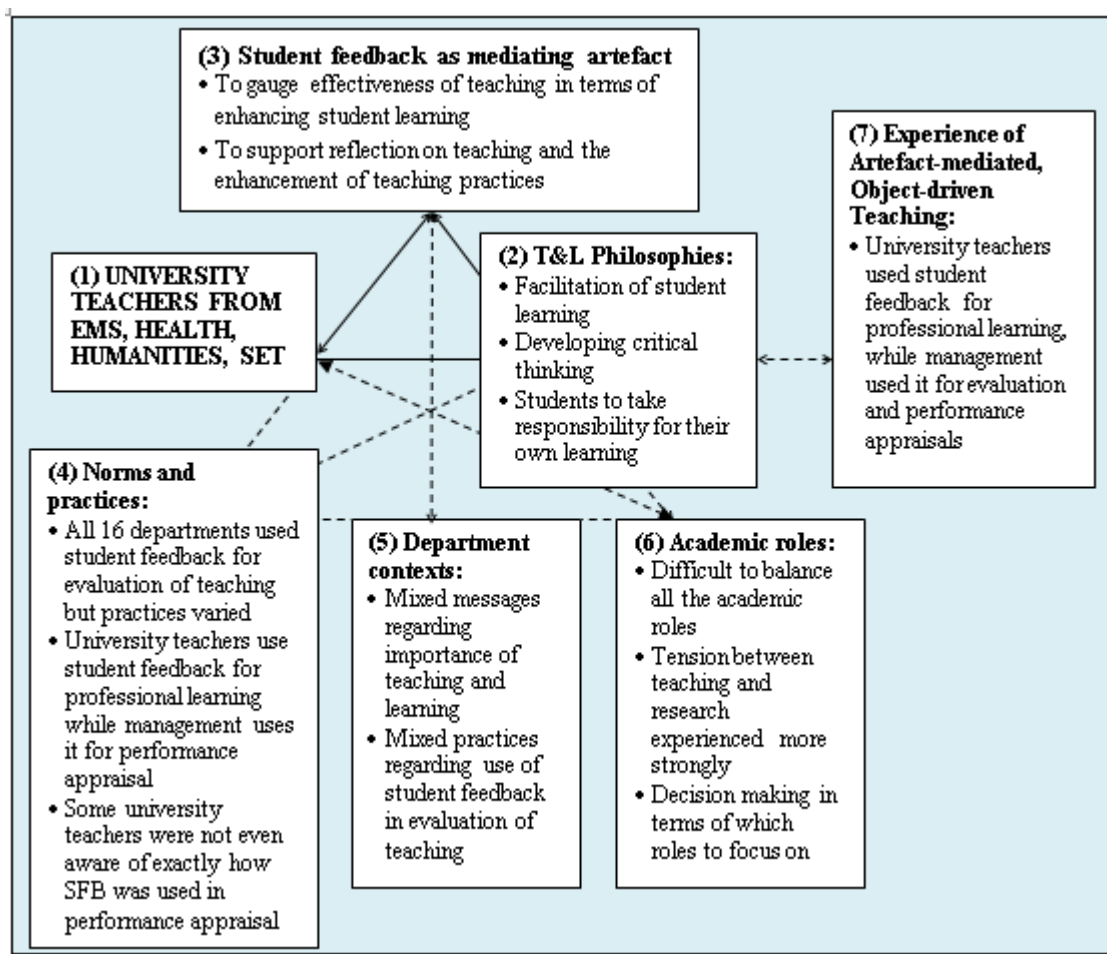 (3) Student feedback as mediating artefact
• To gauge effectiveness of teaching in terms of
enhancing student learning
• To support reflection on teaching and the
enhancement of teaching practices
(1) UNIVERSITY
TEACHERS FROM
EMS, HEALTH,
HUMANITIES, SET
(2) T&L Philosophies:
• Facilitation of student
learning
• Developing critical
thinking
• Students to take
responsibility for their
own learning
(7) Experience of
Artefact-mediated,
Object-driven
Teaching:
• University teachers
used student
feedback for
professional learning,
while management
used it for evaluation
and performance
appraisals
(4) Norms and
practices:
• All 16 departments used
student feedback for
evaluation of teaching
but practices varied
• University teachers use
student feedback for
professional learning
while management uses
it for performance
appraisal
• Some university
teachers were not even
aware of exactly how
SFB was used in
performance appraisal
(5) Department
contexts:
• Mixed messages
regarding
importance of
teaching and
learning
• Mixed practices
regarding use of
student feedback
in evaluation of
teaching
(6) Academic roles:
• Difficult to balance
all the academic
roles
• Tension between
teaching and
research
experienced more
strongly
• Decision making in
terms of which
roles to focus on